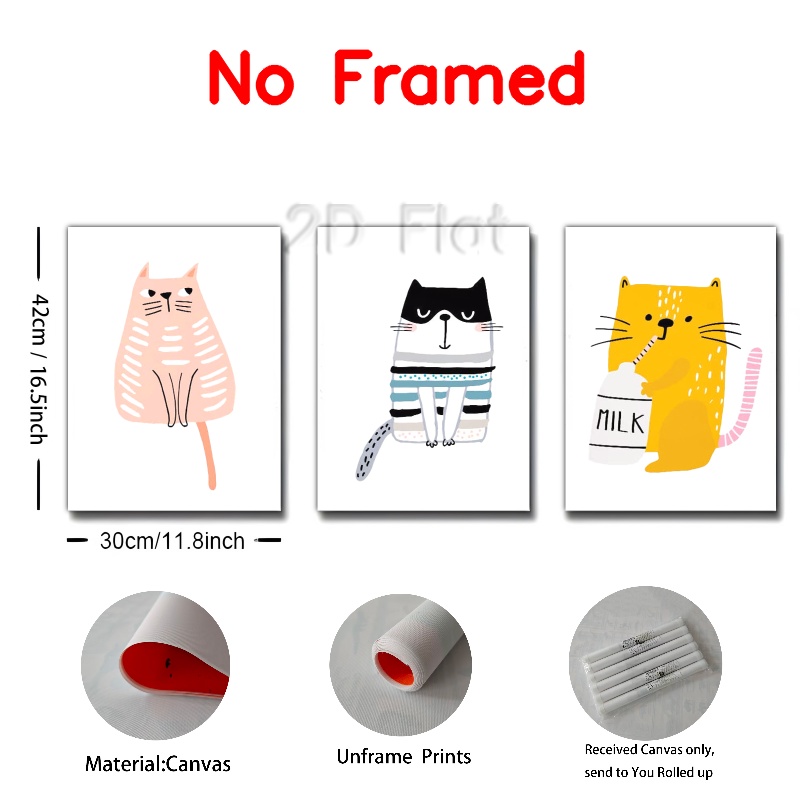 No Framed
2D Flat
42cm / 16.5inch
MILK
30cm/11.8inch
Material:Canvas
Unframe Prints
Received Canvas only,
send to You Rolled up